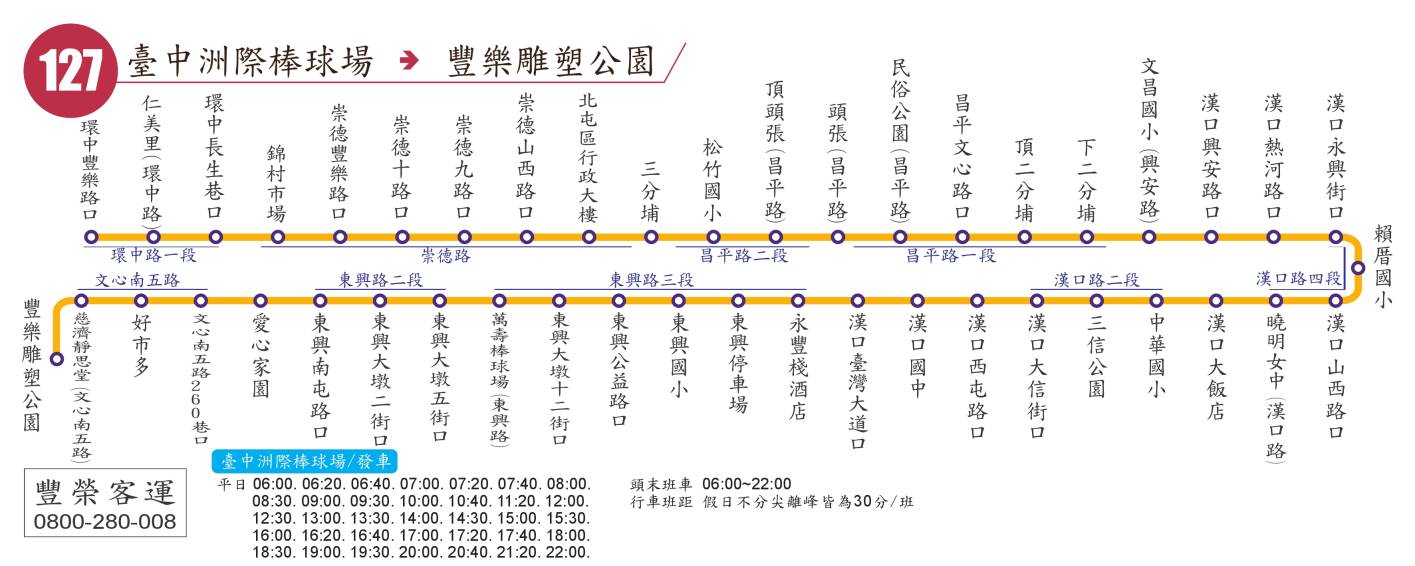 127 臺中洲際棒球場 ➔ 豐樂雕塑公園
環中豐樂路口
仁美里(環中路)
環中長生巷口
錦村市場
崇德豐樂路口
崇德十路口
崇德九路口
崇德山西路口
北屯區行政大樓
三分埔
松竹國小
頂頭張(昌平路)
頭張(昌平路)
民俗公園(昌平路)
昌平文心路口
頂二分埔
下二分埔
文昌國小(興安路)
漢口興安路口
漢口熱河路口
漢口永興街口
賴厝國小
環中路一段
崇德路
昌平路二段
昌平路一段
文心南五路
東興路二段
東興路三段
漢口路二段
漢口路四段
豐樂雕塑公園
慈濟靜思堂(文心南五路)
好市多
文心南五路260巷口
愛心家園
東興南屯路口
東興大墩二街口
東興大墩五街口
萬壽棒球場(東興路)
東興大墩十二街口
東興公益路口
東興國小
東興停車場
永豐棧酒店
漢口臺灣大道口
漢口國中
漢口西屯路口
漢口大信街口
三信公園
中華國小
漢口大飯店
曉明女中(漢口路)
漢口山西路口
臺中洲際棒球場/發車
平日 06:00. 06:20. 06:40. 07:00. 07:20. 07:40. 08:00.
08:30. 09:00. 09:30. 10:00. 10:40. 11:20. 12:00.
12:30. 13:00. 13:30. 14:00. 14:30. 15:00. 15:30.
16:00. 16:20. 16:40. 17:00. 17:20. 17:40. 18:00.
18:30. 19:00. 19:30. 20:00. 20:40. 21:20. 22:00.
頭末班車 06:00~22:00
行車班距 假日不分尖離峰皆為30分/班
豐榮客運
0800-280-008